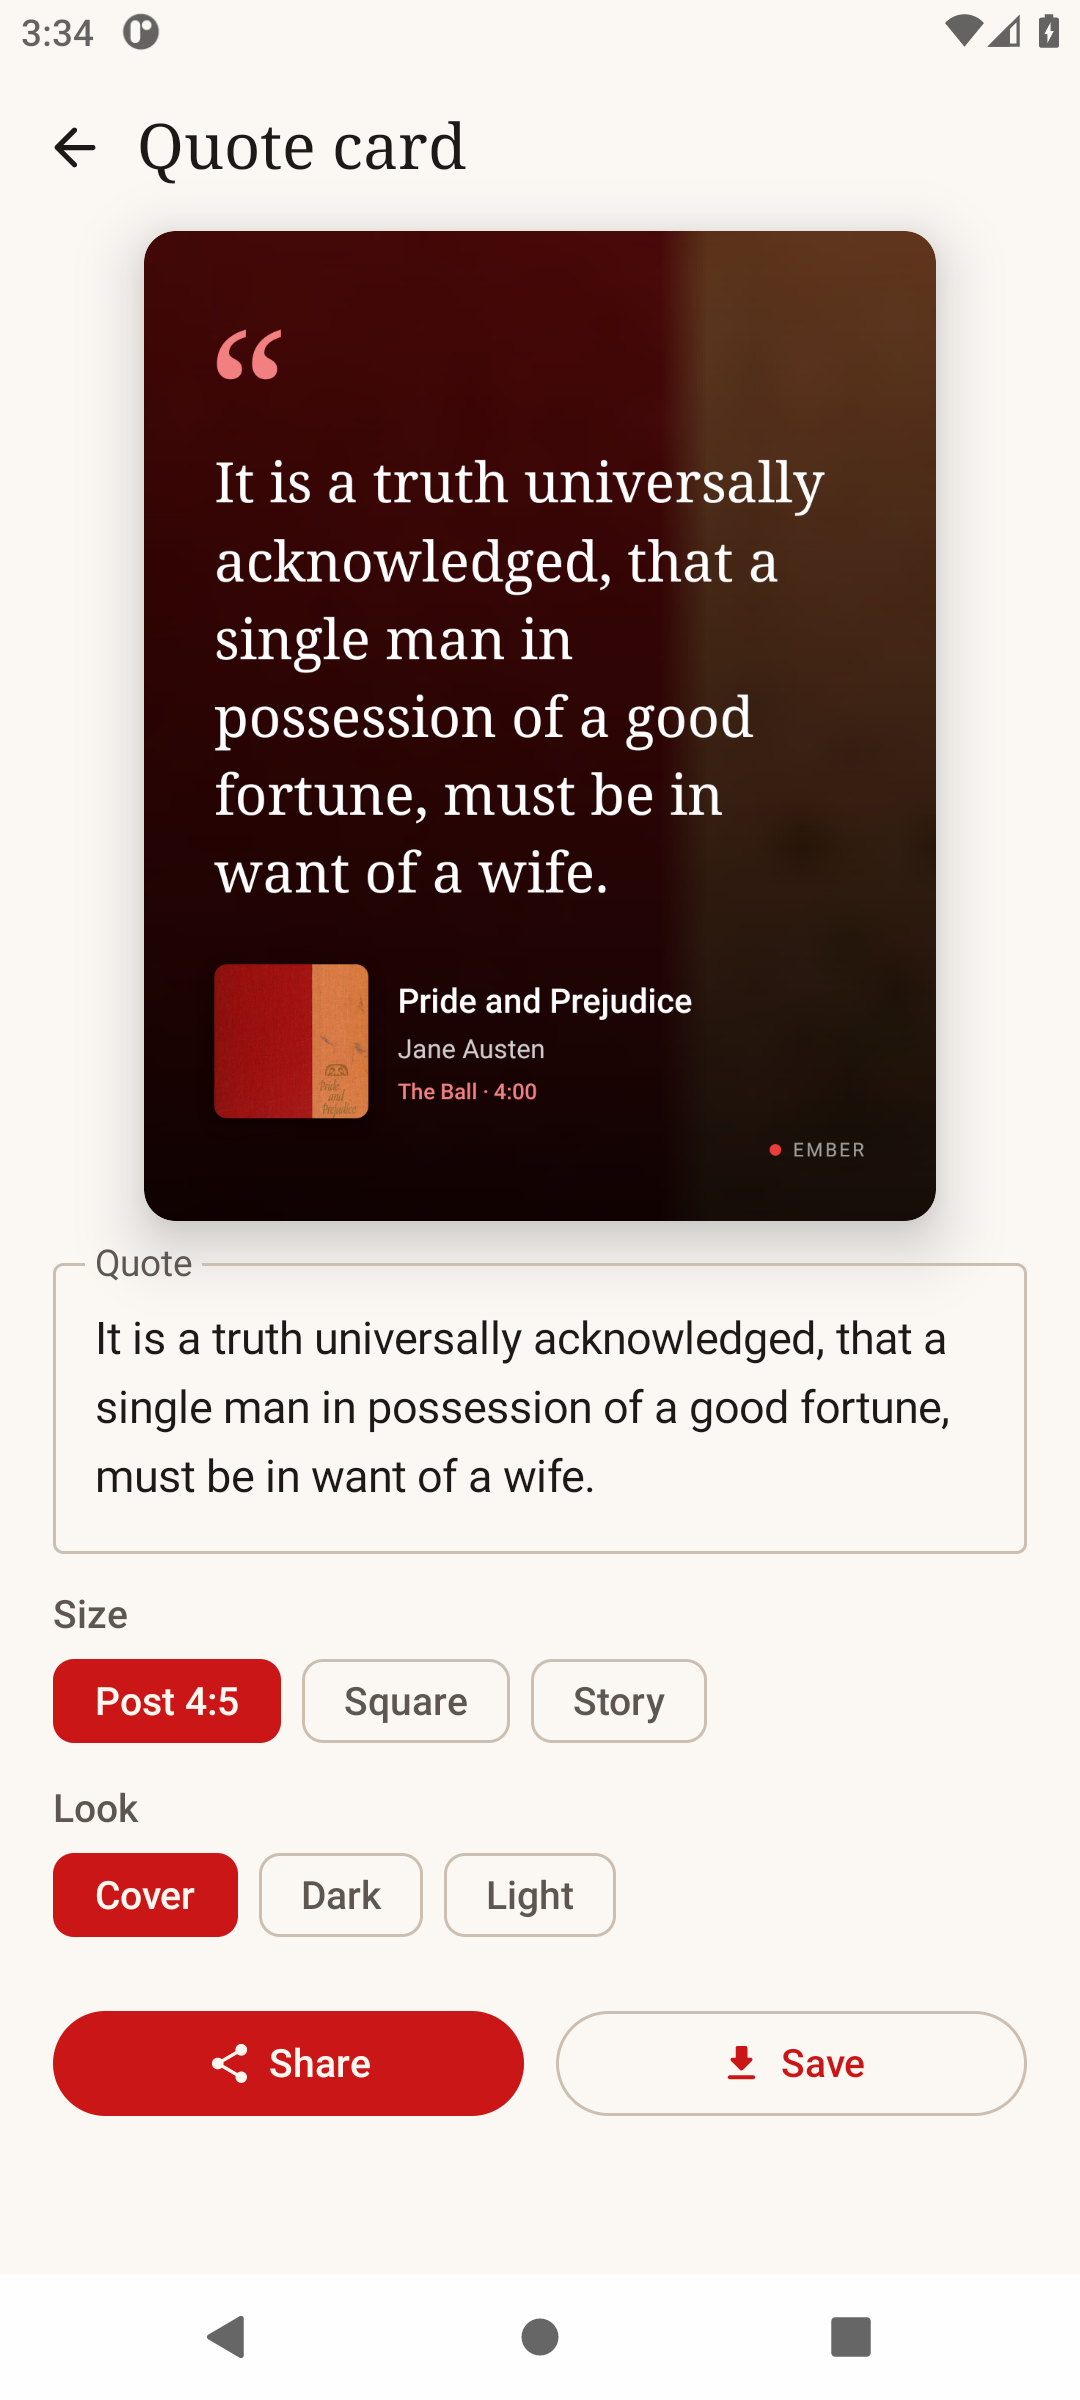 3:34
Quote card
“
It is a truth universally
acknowledged, that a
single man in
possession of a good
fortune, must be in
want of a wife.
Pride
and
Prejudice
Pride and Prejudice
Jane Austen
The Ball · 4:00
EMBER
Quote
It is a truth universally acknowledged, that a
single man in possession of a good fortune,
must be in want of a wife.
Size
Post 4:5
Square
Story
Look
Cover
Dark
Light
Share
Save